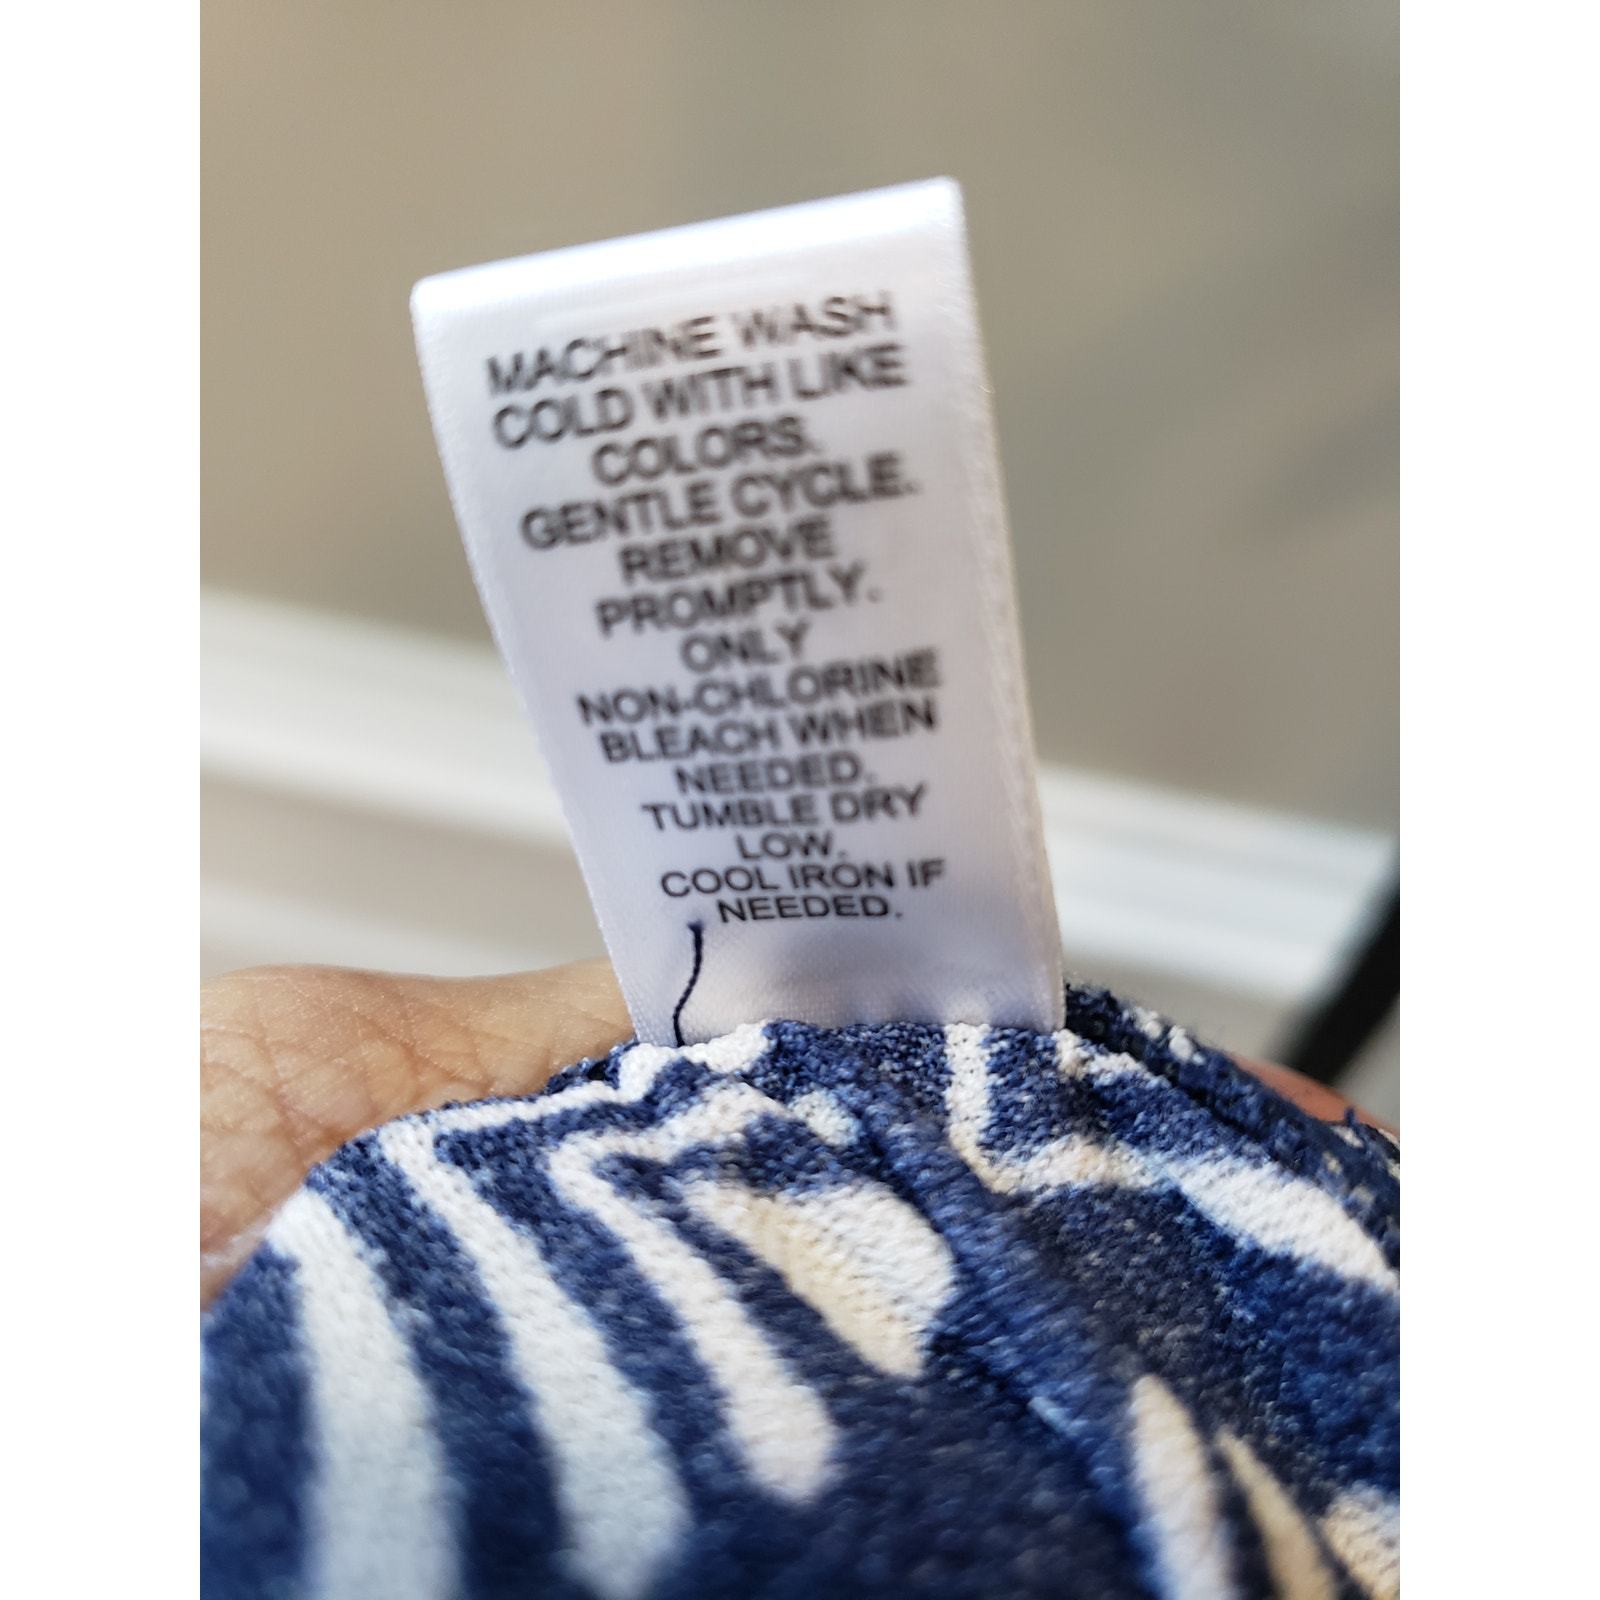 MACHINE WASH
COLD WITH LIKE
COLORS.
GENTLE CYCLE.
REMOVE
PROMPTLY.
ONLY
NON-CHLORINE
BLEACH WHEN
NEEDED.
TUMBLE DRY
LOW.
COOL IRON IF
NEEDED.